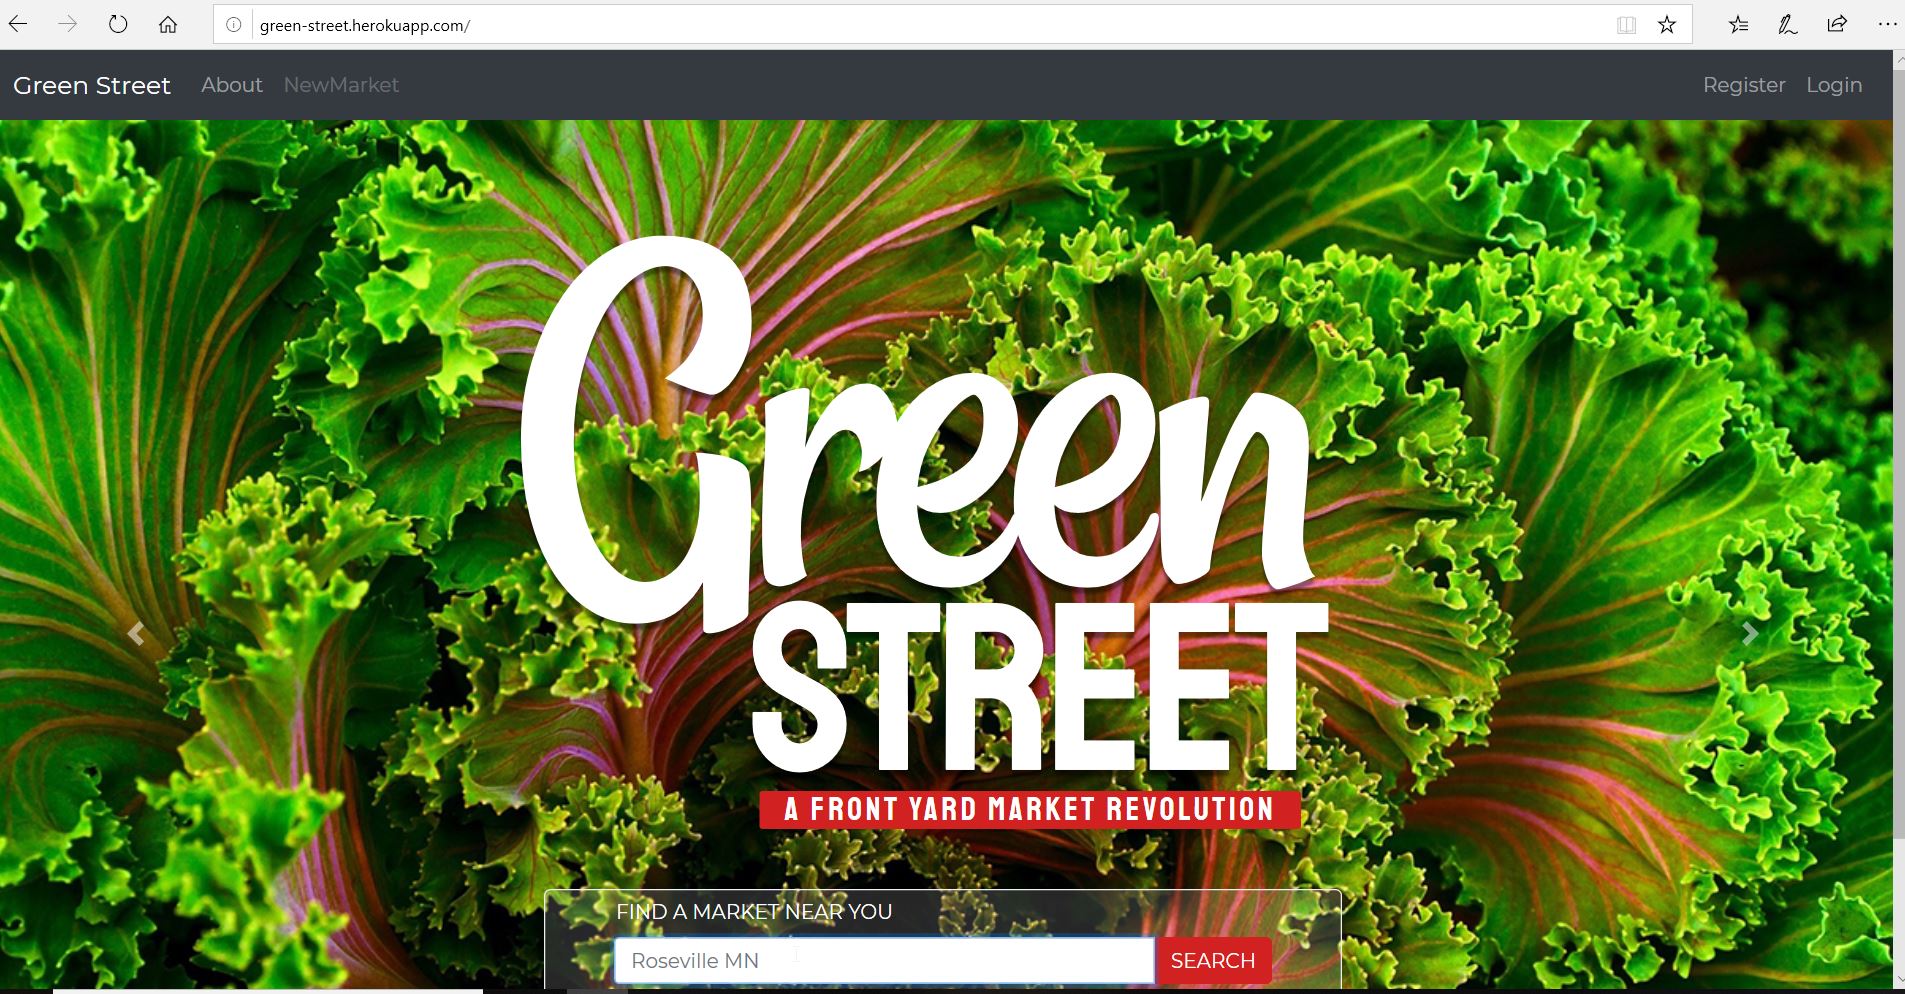 green-street.herokuapp.com/
Green Street About NewMarket Register Login
Green
STREET
A FRONT YARD MARKET REVOLUTION
FIND A MARKET NEAR YOU
Roseville MN SEARCH